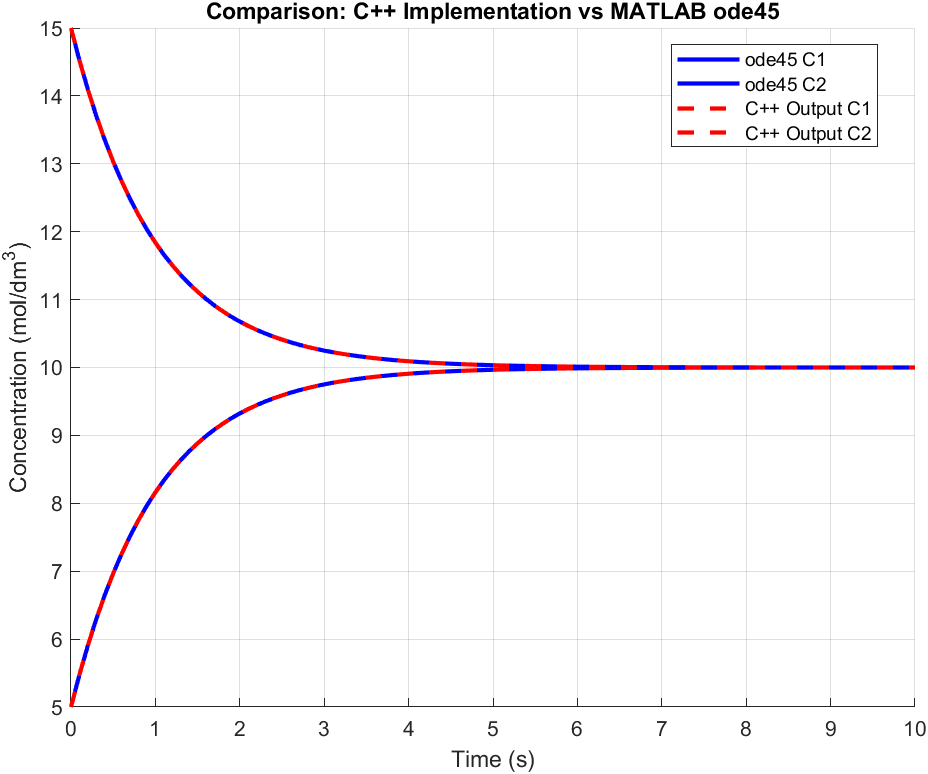 Comparison: C++ Implementation vs MATLAB ode45
ode45 C1
ode45 C2
C++ Output C1
C++ Output C2
Concentration (mol/dm³)
15
14
13
12
11
10
9
8
7
6
5
0 1 2 3 4 5 6 7 8 9 10
Time (s)